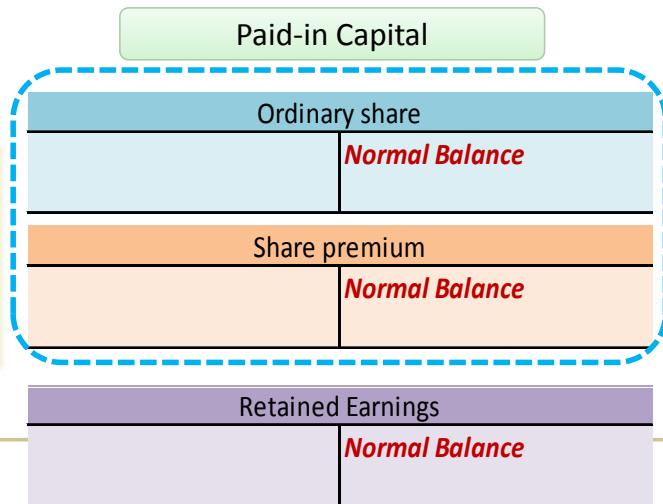 Paid-in Capital
Ordinary share
Normal Balance
Share premium
Normal Balance
Retained Earnings
Normal Balance